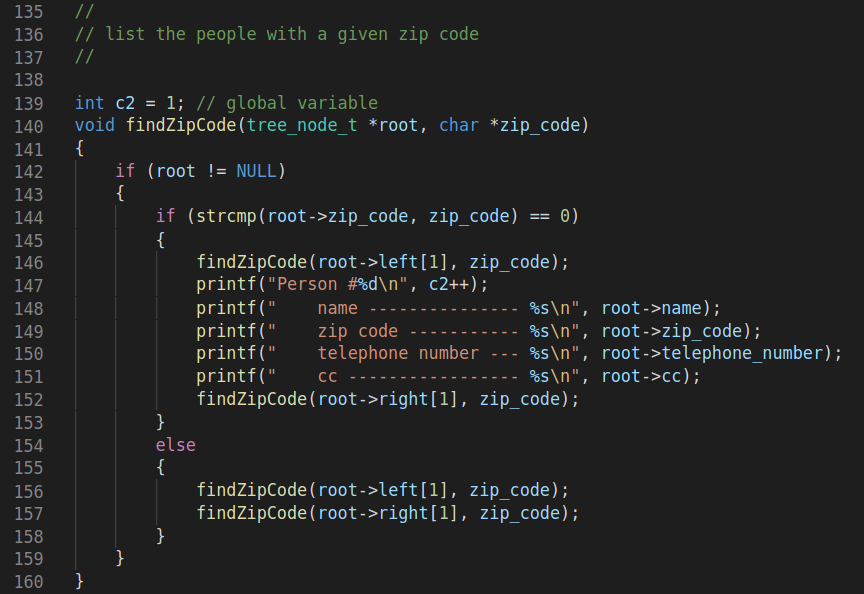 135 //
136 // list the people with a given zip code
137 //
138
139 int c2 = 1; // global variable
140 void findZipCode(tree_node_t *root, char *zip_code)
141 {
142     if (root != NULL)
143     {
144         if (strcmp(root->zip_code, zip_code) == 0)
145         {
146             findZipCode(root->left[1], zip_code);
147             printf("Person #%d\n", c2++);
148             printf("    name --------------- %s\n", root->name);
149             printf("    zip code ----------- %s\n", root->zip_code);
150             printf("    telephone number --- %s\n", root->telephone_number);
151             printf("    cc ----------------- %s\n", root->cc);
152             findZipCode(root->right[1], zip_code);
153         }
154         else
155         {
156             findZipCode(root->left[1], zip_code);
157             findZipCode(root->right[1], zip_code);
158         }
159     }
160 }